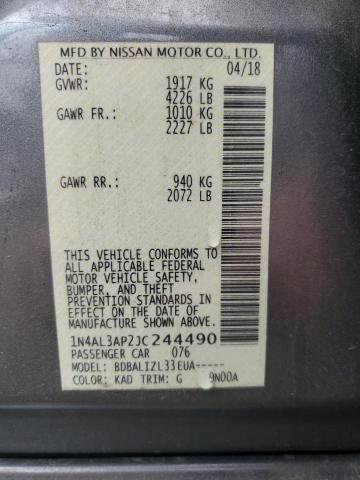 MFD BY NISSAN MOTOR CO., LTD.
DATE: 04/18
GVWR: 1917 KG
4226 LB
GAWR FR.: 1010 KG
2227 LB
GAWR RR.: 940 KG
2072 LB
THIS VEHICLE CONFORMS TO
ALL APPLICABLE FEDERAL
MOTOR VEHICLE SAFETY,
BUMPER, AND THEFT
PREVENTION STANDARDS
IN EFFECT ON THE DATE OF
MANUFACTURE SHOWN ABOVE.
1N4AL3AP2JC244490
PASSENGER CAR 076
MODEL: BDBALIZL33EUA-----
COLOR: KAD TRIM: G 9N00A